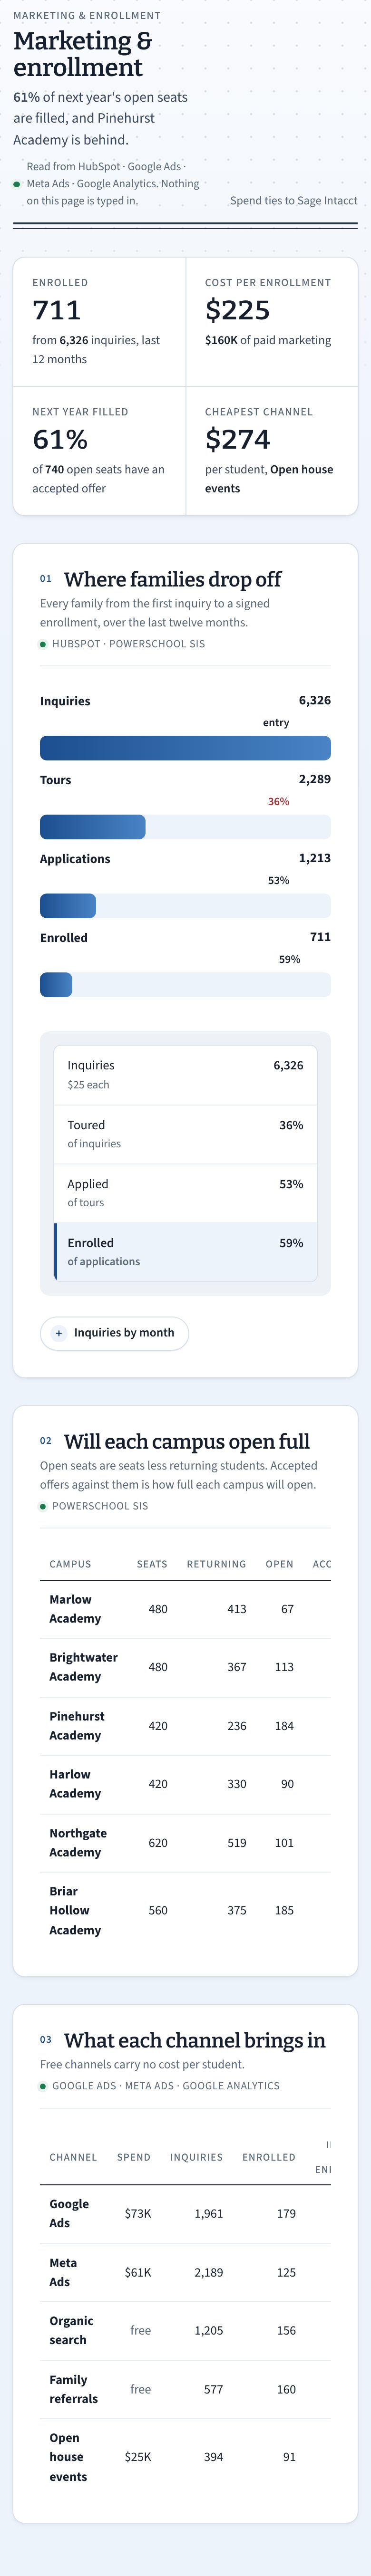 MARKETING & ENROLLMENT
Marketing &
enrollment
61% of next year's open seats
are filled, and Pinehurst
Academy is behind.
Read from HubSpot · Google Ads ·
Meta Ads · Google Analytics. Nothing
on this page is typed in.
Spend ties to Sage Intacct
ENROLLED
711
from 6,326 inquiries, last
12 months
COST PER ENROLLMENT
$225
$160K of paid marketing
NEXT YEAR FILLED
61%
of 740 open seats have an
accepted offer
CHEAPEST CHANNEL
$274
per student, Open house
events
01 Where families drop off
Every family from the first inquiry to a signed
enrollment, over the last twelve months.
HUBSPOT · POWERSCHOOL SIS
Inquiries 6,326
entry
Tours 2,289
36%
Applications 1,213
53%
Enrolled 711
59%
Inquiries 6,326
$25 each
Toured 36%
of inquiries
Applied 53%
of tours
Enrolled 59%
of applications
+ Inquiries by month
02 Will each campus open full
Open seats are seats less returning students. Accepted
offers against them is how full each campus will open.
POWERSCHOOL SIS
CAMPUS SEATS RETURNING OPEN ACC
Marlow
Academy 480 413 67
Brightwater
Academy 480 367 113
Pinehurst
Academy 420 236 184
Harlow
Academy 420 330 90
Northgate
Academy 620 519 101
Briar
Hollow
Academy 560 375 185
03 What each channel brings in
Free channels carry no cost per student.
GOOGLE ADS · META ADS · GOOGLE ANALYTICS
CHANNEL SPEND INQUIRIES ENROLLED ENR
Google
Ads $73K 1,961 179
Meta
Ads $61K 2,189 125
Organic
search free 1,205 156
Family
referrals free 577 160
Open
house
events $25K 394 91